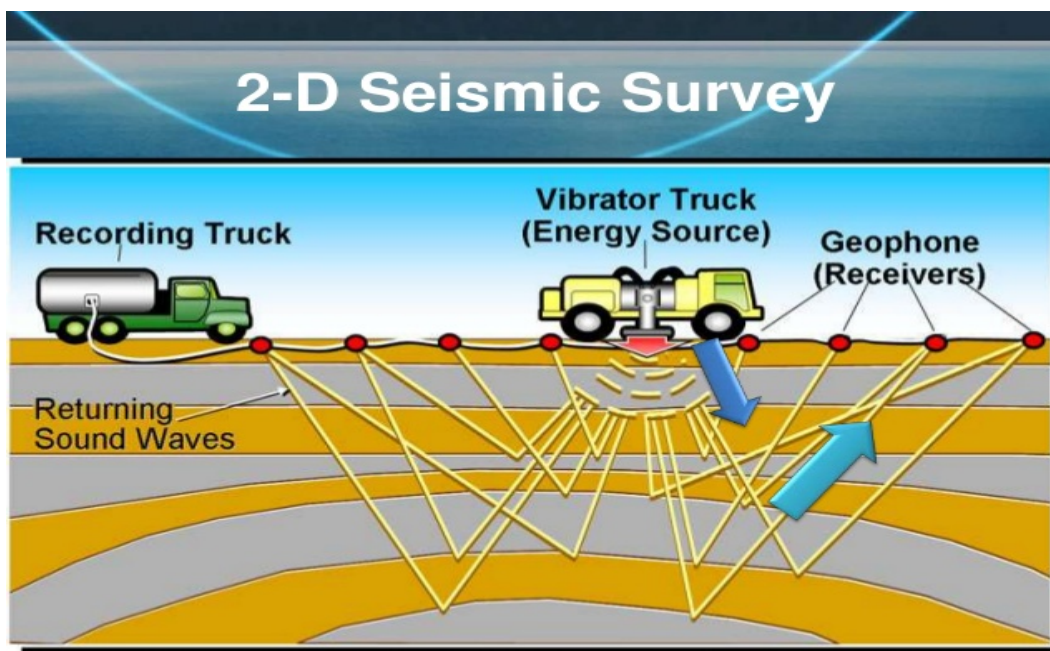 2-D Seismic Survey
Recording Truck
Vibrator Truck
(Energy Source)
Geophone
(Receivers)
Returning
Sound Waves